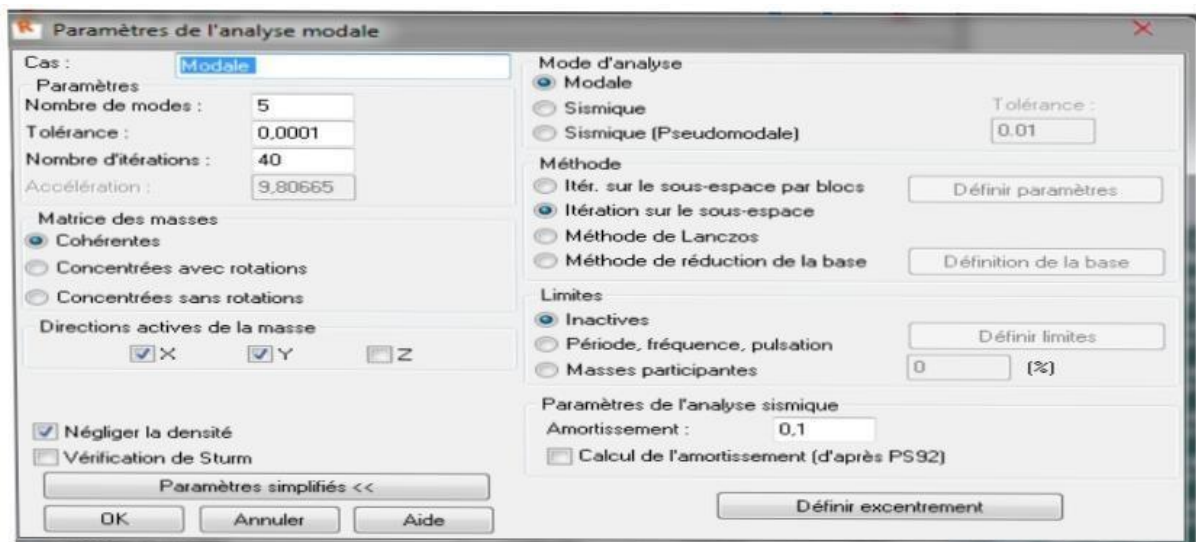 Paramètres de l'analyse modale
Cas : Modale
Paramètres
Nombre de modes : 5
Tolérance : 0,0001
Nombre d'itérations : 40
Accélération : 9,80665
Matrice des masses
Cohérentes
Concentrées avec rotations
Concentrées sans rotations
Directions actives de la masse
X Y Z
Négliger la densité
Vérification de Sturm
Paramètres simplifiés <<
OK Annuler Aide
Mode d'analyse
Modale
Sismique Tolérance :
Sismique (Pseudomodale) 0.01
Méthode
Itér. sur le sous-espace par blocs Définir paramètres
Itération sur le sous-espace
Méthode de Lanczos
Méthode de réduction de la base Définition de la base
Limites
Inactives
Période, fréquence, pulsation Définir limites
Masses participantes 0 (%)
Paramètres de l'analyse sismique
Amortissement : 0,1
Calcul de l'amortissement (d'après PS92)
Définir excentrement